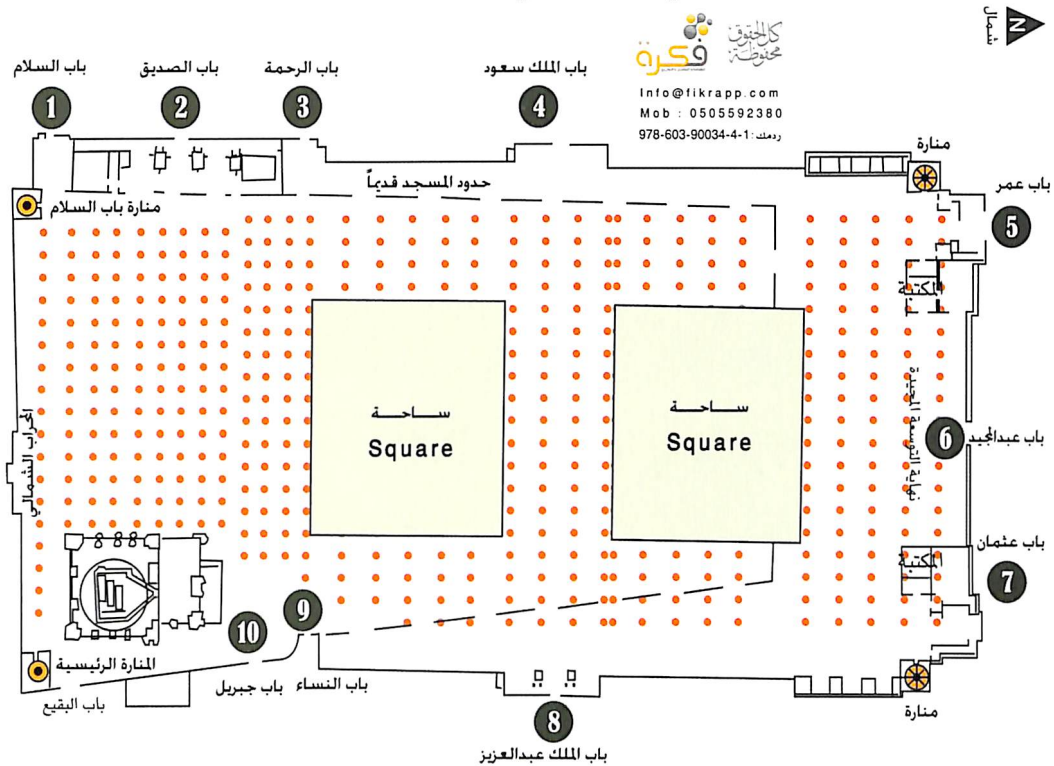 N
شمال
كل الحقوق
محفوظة
فكرة
Info@fikrapp.com
Mob : 0505592380
ردمك: 1-4-90034-603-978
باب السلام
1
باب الصديق
2
باب الرحمة
3
باب الملك سعود
4
منارة
باب عمر
5
حدود المسجد قديماً
منارة باب السلام
المكتبة
ساحة
Square
ساحة
Square
المحراب الشمالي
نهاية التوسعة المجيدة
6
باب عبدالمجيد
باب عثمان
7
المكتبة
9
10
المنارة الرئيسية
باب البقيع
باب جبريل
باب النساء
8
باب الملك عبدالعزيز
منارة